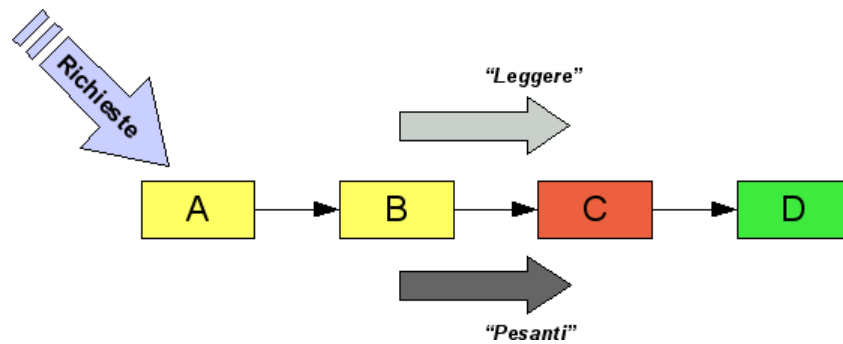 Richieste
“Leggere”
A
B
C
D
“Pesanti”